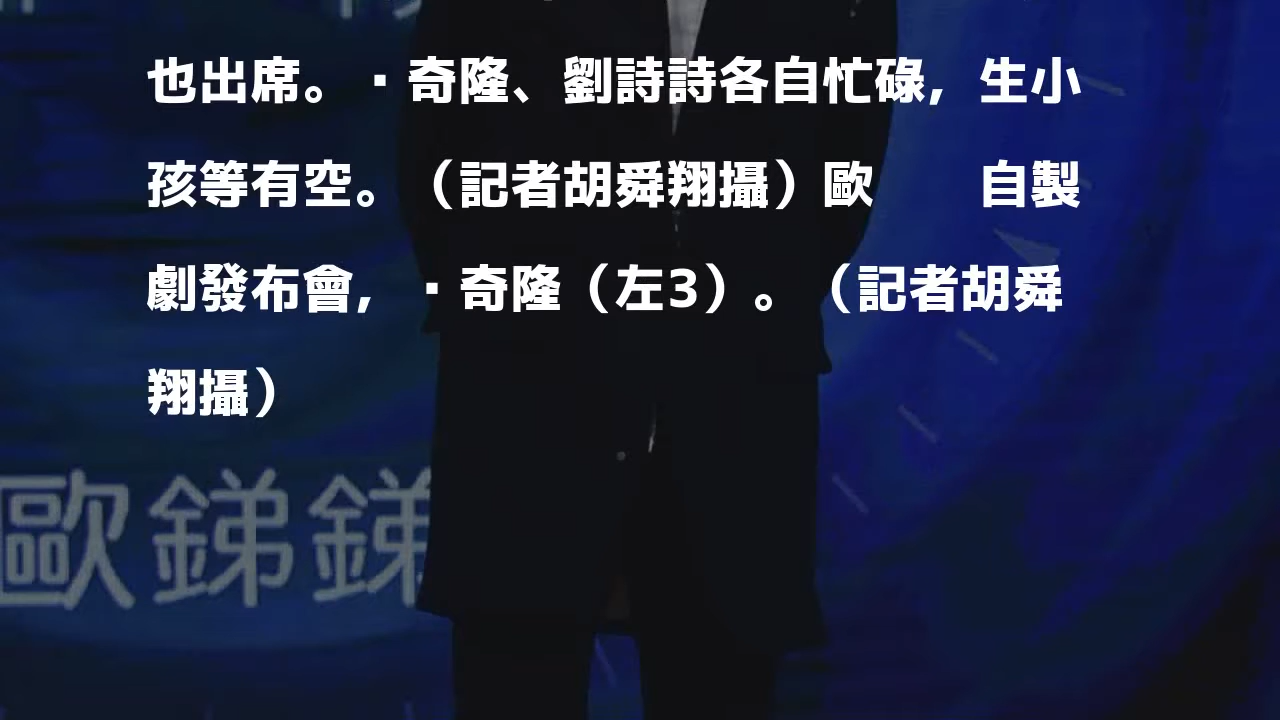 也出席。▪奇隆、劉詩詩各自忙碌，生小
孩等有空。（記者胡舜翔攝）歐　　自製
劇發布會，▪奇隆（左3）。（記者胡舜
翔攝）
歐銻銻